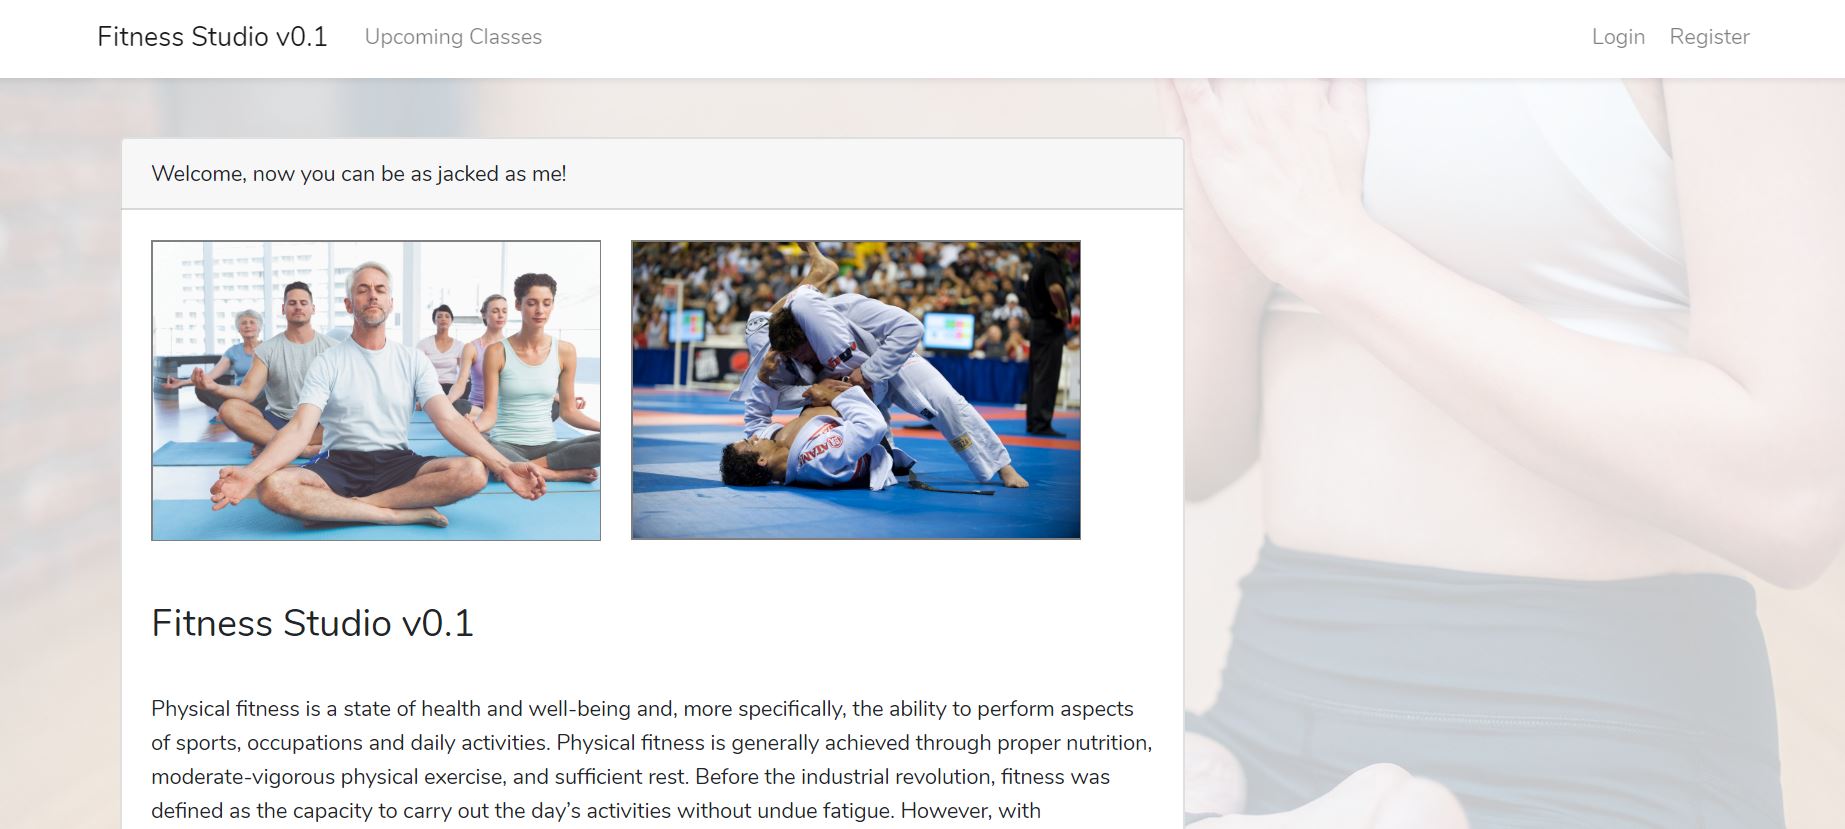 Fitness Studio v0.1 Upcoming Classes Login Register
Welcome, now you can be as jacked as me!
Fitness Studio v0.1
Physical fitness is a state of health and well-being and, more specifically, the ability to perform aspects
of sports, occupations and daily activities. Physical fitness is generally achieved through proper nutrition,
moderate-vigorous physical exercise, and sufficient rest. Before the industrial revolution, fitness was
defined as the capacity to carry out the day’s activities without undue fatigue. However, with